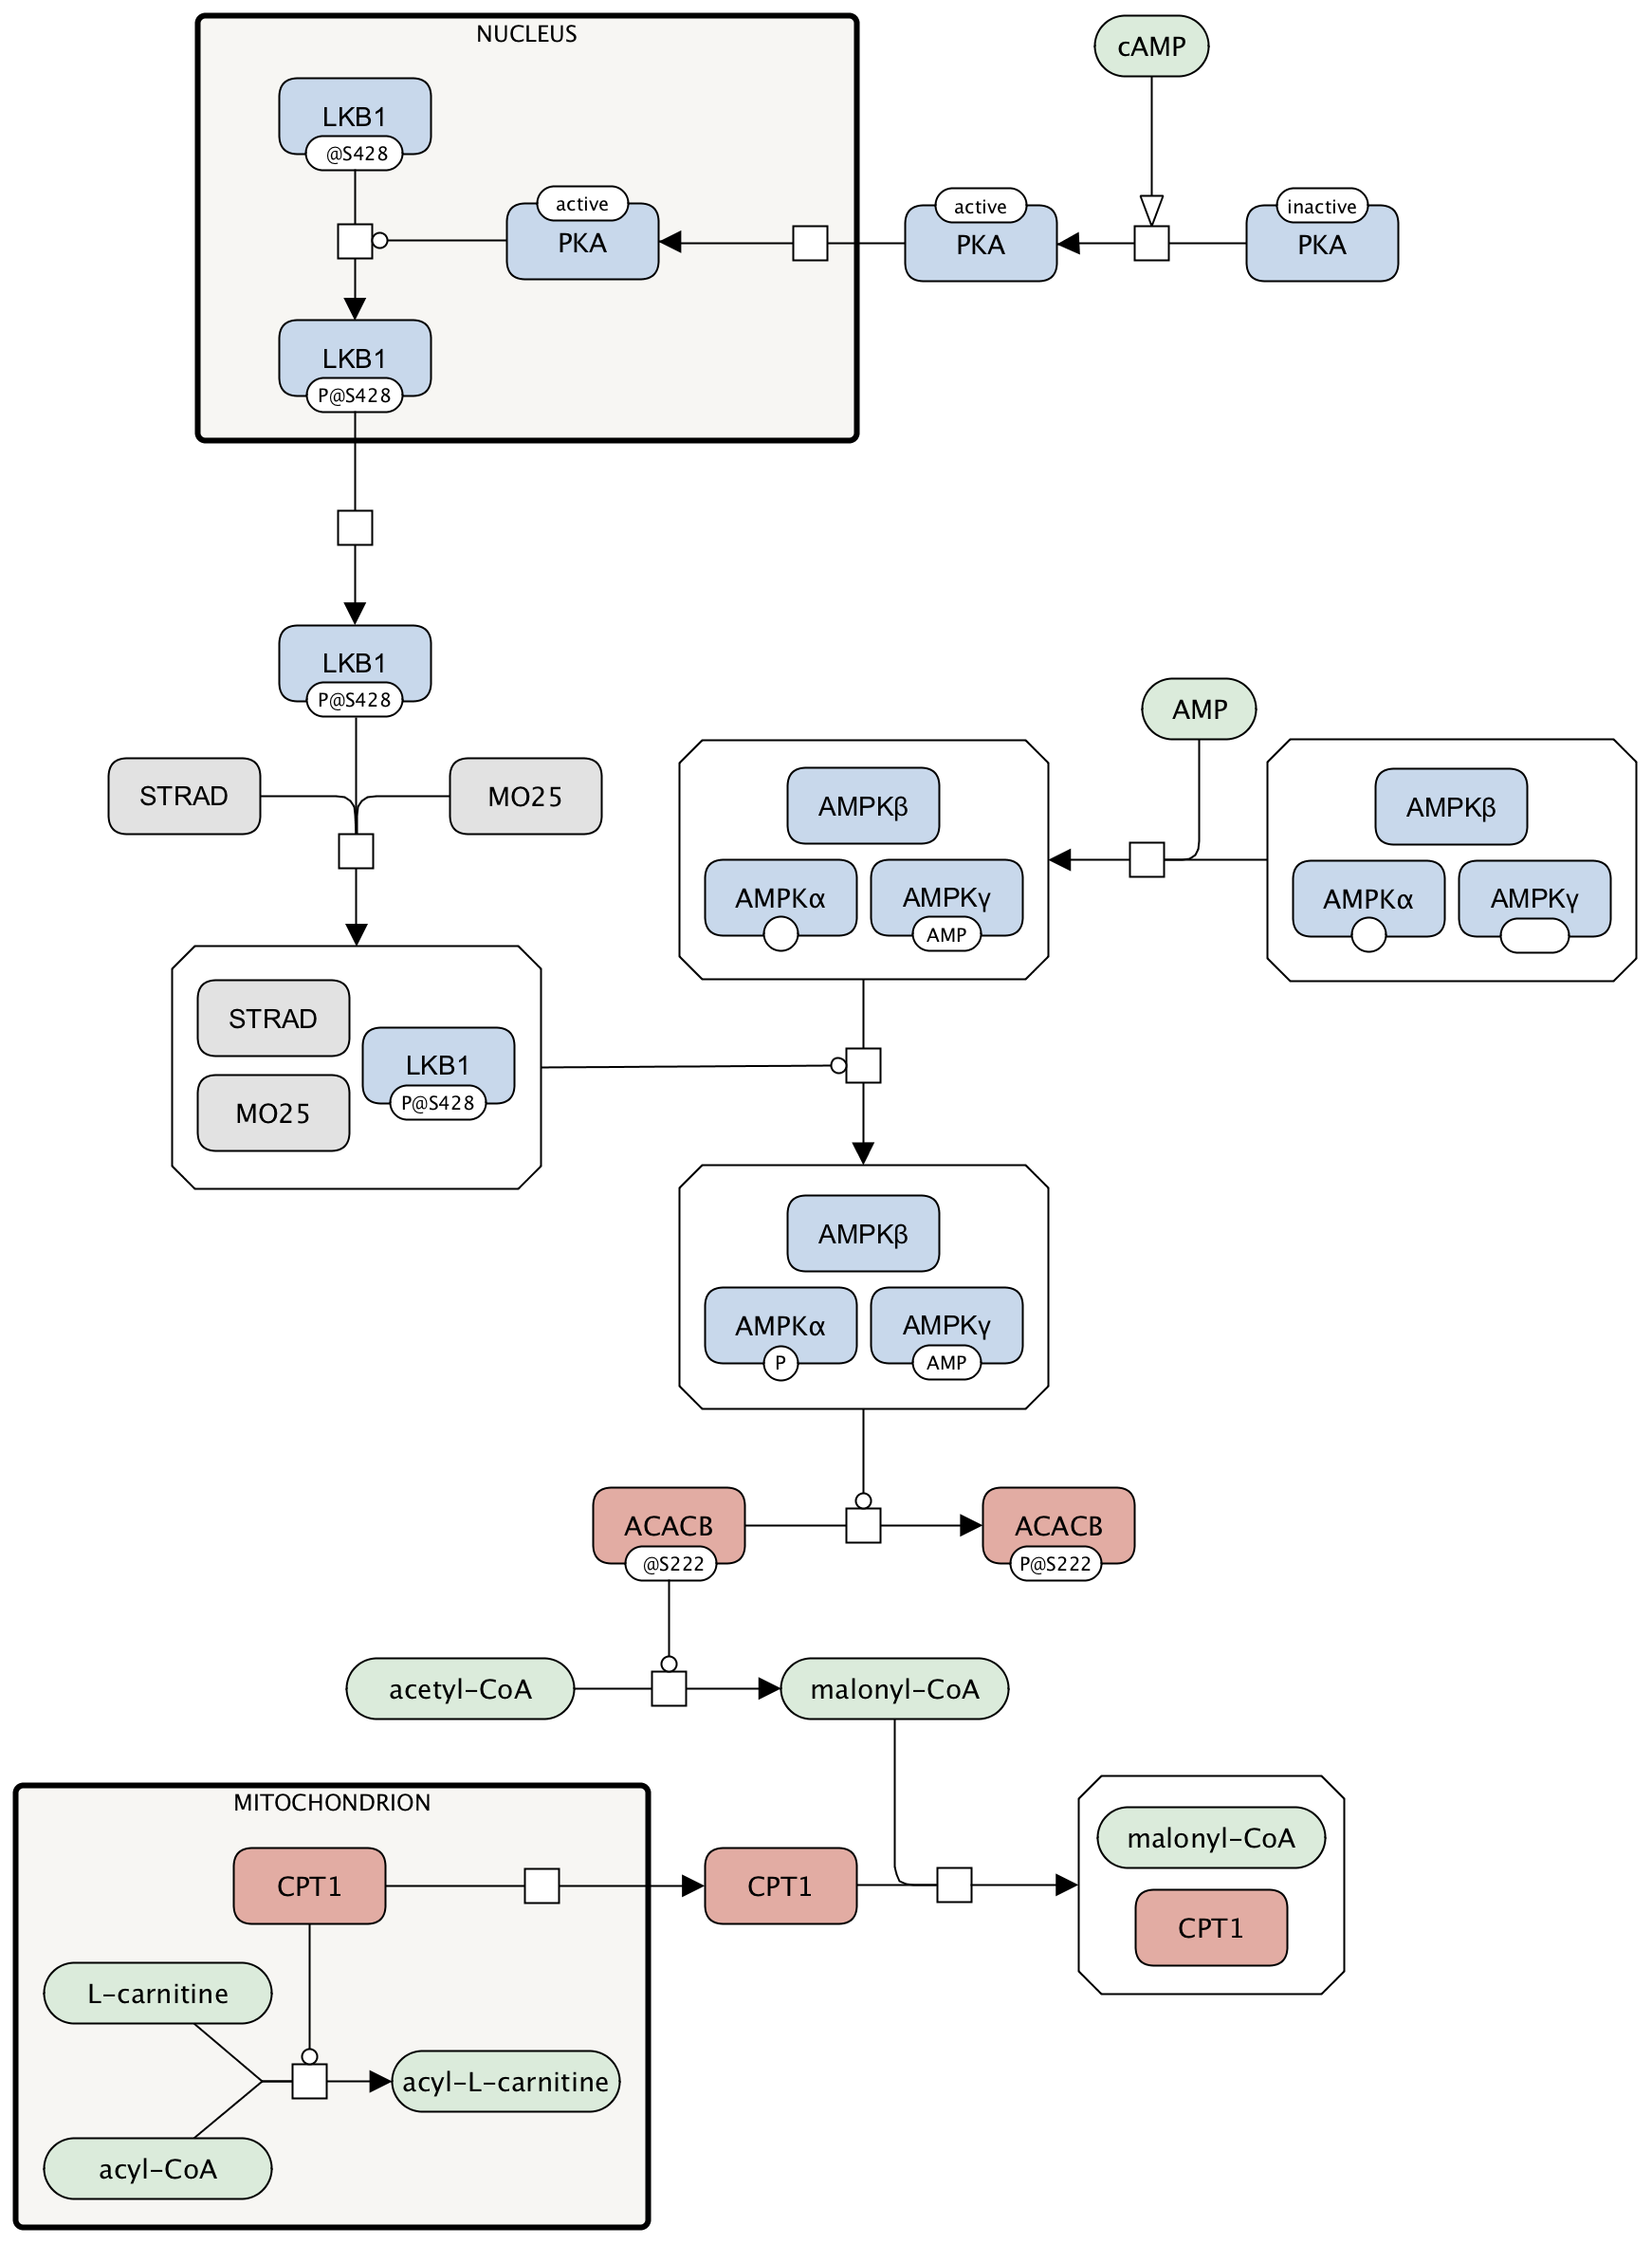 NUCLEUS
cAMP
LKB1
@S428
active
PKA
active
PKA
inactive
PKA
LKB1
P@S428
LKB1
P@S428
AMP
STRAD
MO25
AMPKβ
AMPKα
AMPKγ
AMP
AMPKβ
AMPKα
AMPKγ
STRAD
LKB1
P@S428
MO25
AMPKβ
AMPKα
P
AMPKγ
AMP
ACACB
@S222
ACACB
P@S222
acetyl-CoA
malonyl-CoA
MITOCHONDRION
CPT1
CPT1
malonyl-CoA
CPT1
L-carnitine
acyl-L-carnitine
acyl-CoA